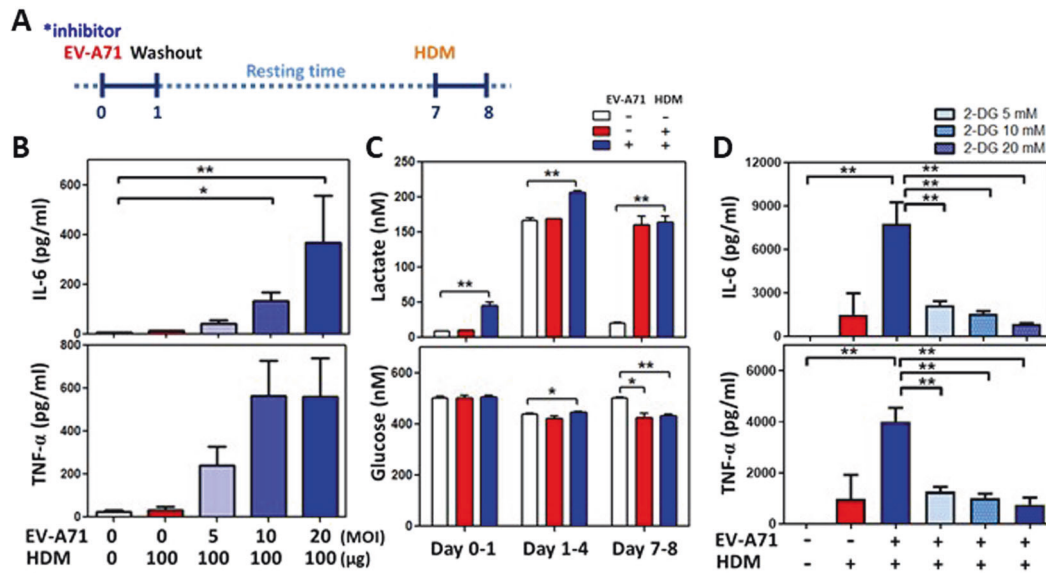 A
*inhibitor
EV-A71 Washout HDM
Resting time
0 1 7 8
B
**
*
IL-6 (pg/ml)
600
400
200
0
TNF-α (pg/ml)
800
600
400
200
0
EV-A71 0 0 5 10 20 (MOI)
HDM 0 100 100 100 100 (µg)
C
EV-A71 HDM
- -
- +
+ +
Lactate (nM)
250
200
150
100
50
0
**
**
**
Glucose (nM)
600
400
200
0
*
**
*
Day 0-1 Day 1-4 Day 7-8
D
2-DG 5 mM
2-DG 10 mM
2-DG 20 mM
IL-6 (pg/ml)
12000
9000
6000
3000
0
**
**
**
**
TNF-α (pg/ml)
6000
4000
2000
0
**
**
**
**
EV-A71 - - + + + +
HDM - + + + + +